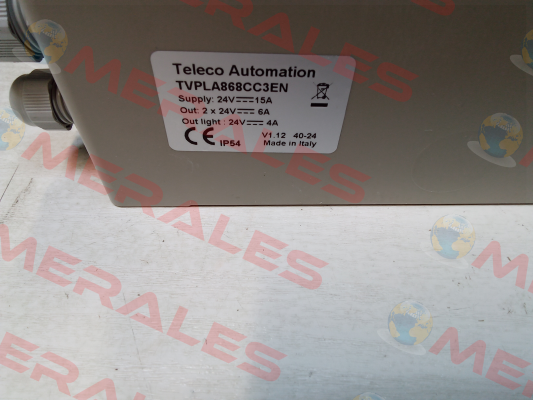 Teleco Automation
TVPLA868CC3EN
Supply: 24V⎓15A
Out: 2 x 24V⎓ 6A
Out light : 24V⎓ 4A
CE IP54
V1.12 40-24
Made in Italy
MERALES
MERALES
MERALES